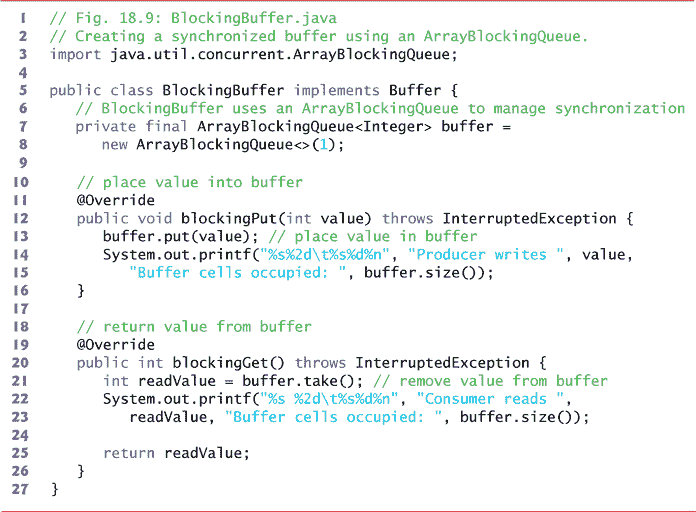 1 // Fig. 18.9: BlockingBuffer.java
2 // Creating a synchronized buffer using an ArrayBlockingQueue.
3 import java.util.concurrent.ArrayBlockingQueue;
4
5 public class BlockingBuffer implements Buffer {
6 // BlockingBuffer uses an ArrayBlockingQueue to manage synchronization
7 private final ArrayBlockingQueue<Integer> buffer =
8 new ArrayBlockingQueue<>(1);
9
10 // place value into buffer
11 @Override
12 public void blockingPut(int value) throws InterruptedException {
13 buffer.put(value); // place value in buffer
14 System.out.printf("%s%2d\t%s%d%n", "Producer writes ", value,
15 "Buffer cells occupied: ", buffer.size());
16 }
17
18 // return value from buffer
19 @Override
20 public int blockingGet() throws InterruptedException {
21 int readValue = buffer.take(); // remove value from buffer
22 System.out.printf("%s %2d\t%s%d%n", "Consumer reads ",
23 readValue, "Buffer cells occupied: ", buffer.size());
24
25 return readValue;
26 }
27 }